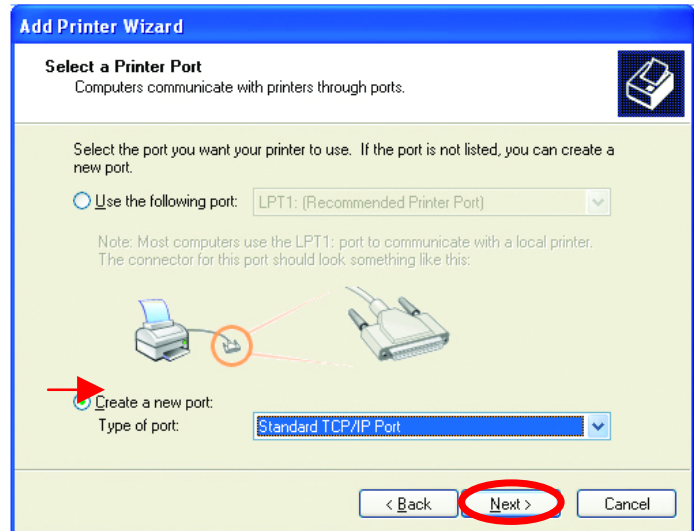 Add Printer Wizard
Select a Printer Port
Computers communicate with printers through ports.
Select the port you want your printer to use. If the port is not listed, you can create a
new port.
Use the following port: LPT1: (Recommended Printer Port)
Note: Most computers use the LPT1: port to communicate with a local printer.
The connector for this port should look something like this:
Create a new port:
Type of port: Standard TCP/IP Port
< Back Next > Cancel